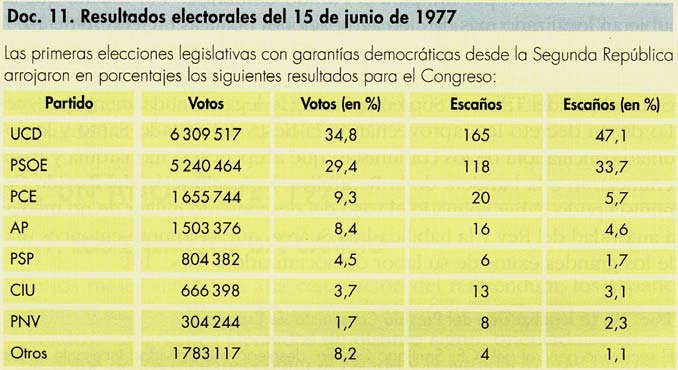 Doc. 11. Resultados electorales del 15 de junio de 1977
Las primeras elecciones legislativas con garantías democráticas desde la Segunda República
arrojaron en porcentajes los siguientes resultados para el Congreso:
Partido Votos Votos (en %) Escaños Escaños (en %)
UCD 6 309 517 34,8 165 47,1
PSOE 5 240 464 29,4 118 33,7
PCE 1 655 744 9,3 20 5,7
AP 1 503 376 8,4 16 4,6
PSP 804 382 4,5 6 1,7
CIU 666 398 3,7 13 3,1
PNV 304 244 1,7 8 2,3
Otros 1 783 117 8,2 4 1,1